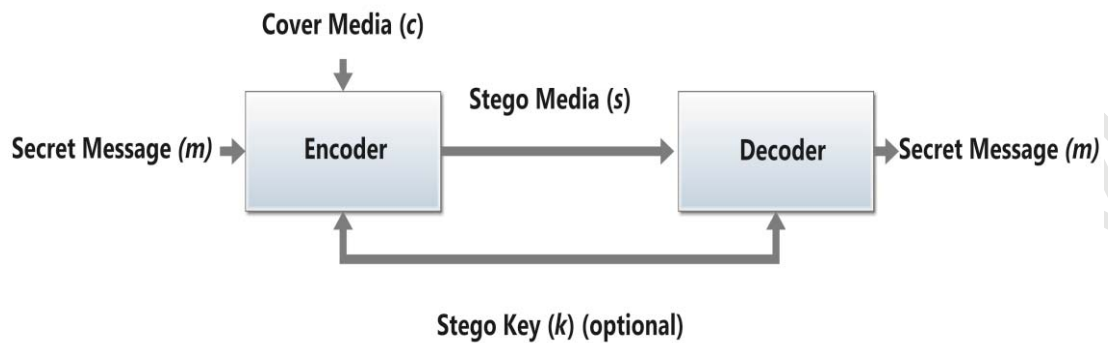 Cover Media (c)
Stego Media (s)
Secret Message (m)
Encoder
Decoder
Secret Message (m)
Stego Key (k) (optional)